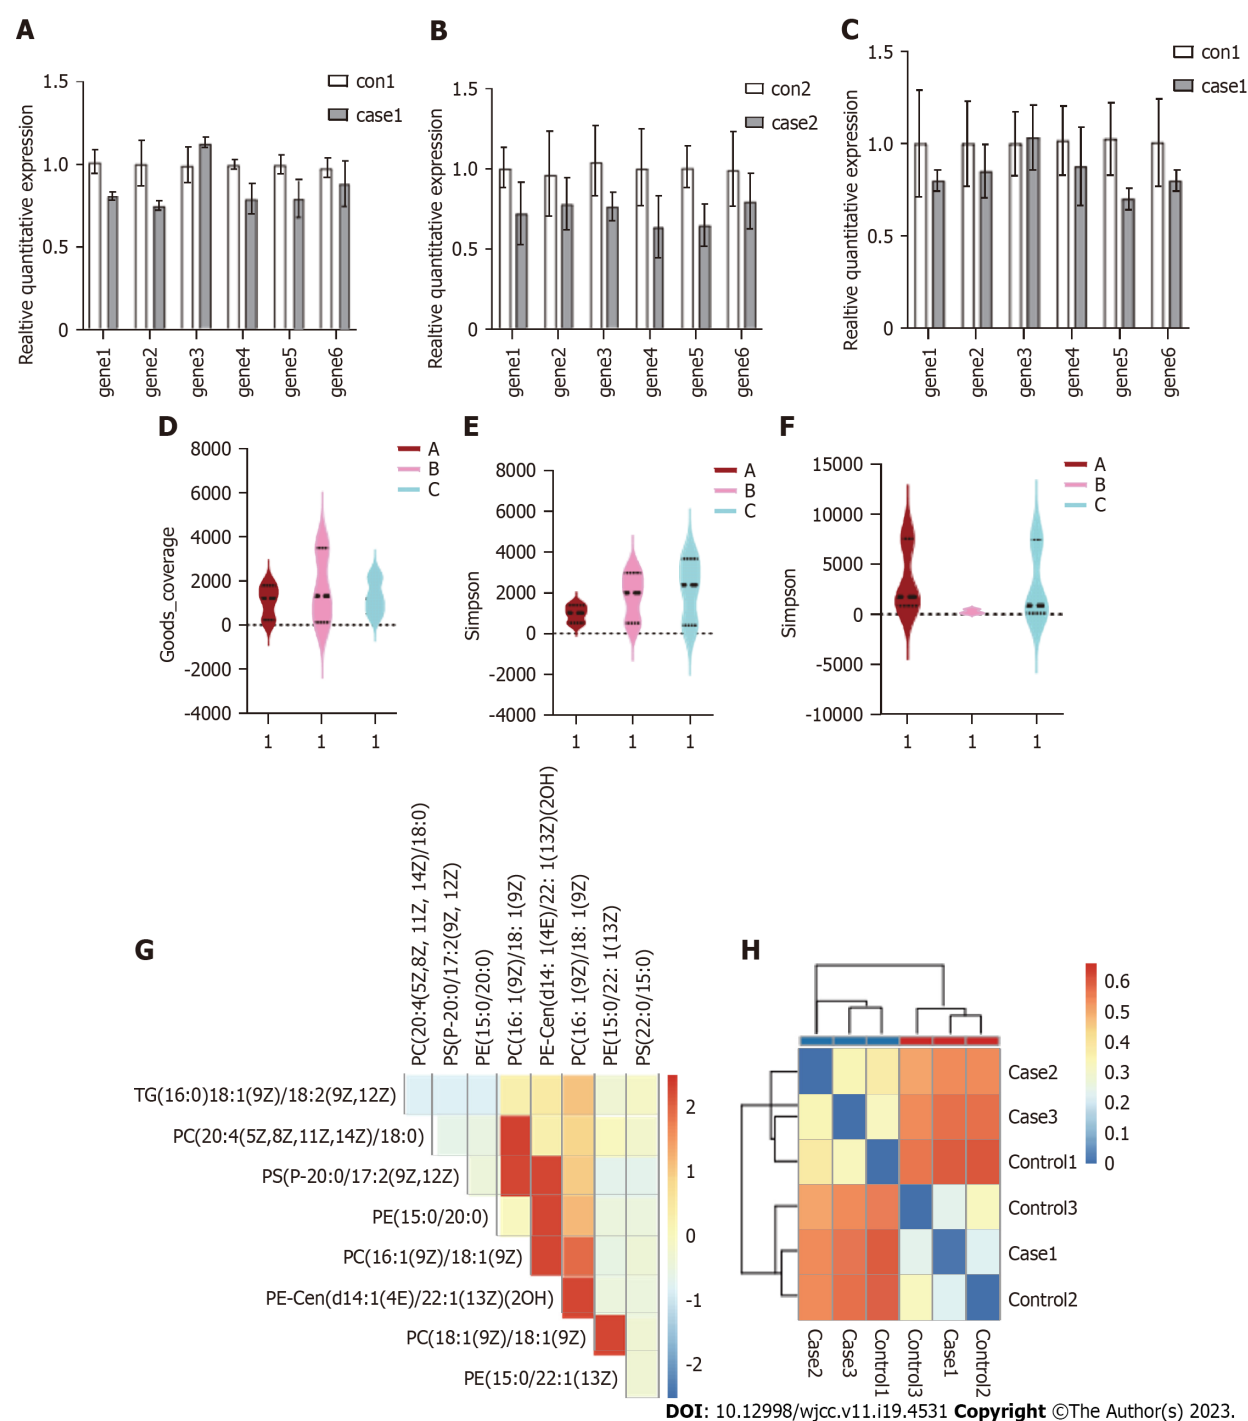 A
B
C
1.5
1.0
0.5
0
Realtive quantitative expression
con1
case1
gene1
gene2
gene3
gene4
gene5
gene6
1.5
1.0
0.5
0
Realtive quantitative expression
con2
case2
gene1
gene2
gene3
gene4
gene5
gene6
1.5
1.0
0.5
0
Realtive quantitative expression
con1
case1
gene1
gene2
gene3
gene4
gene5
gene6
D
8000
6000
4000
2000
0
-2000
-4000
Goods_coverage
A
B
C
1 1 1
E
8000
6000
4000
2000
0
-2000
-4000
Simpson
A
B
C
1 1 1
F
15000
10000
5000
0
-5000
-10000
Simpson
A
B
C
1 1 1
G
PC(20:4(5Z,8Z, 11Z, 14Z)/18:0)
PS(P-20:0/17:2(9Z, 12Z)
PE(15:0/20:0)
PC(16: 1(9Z)/18: 1(9Z)
PE-Cen(d14: 1(4E)/22: 1(13Z)(2OH)
PC(16: 1(9Z)/18: 1(9Z)
PE(15:0/22: 1(13Z)
PS(22:0/15:0)
TG(16:0)18:1(9Z)/18:2(9Z,12Z)
PC(20:4(5Z,8Z,11Z,14Z)/18:0)
PS(P-20:0/17:2(9Z,12Z)
PE(15:0/20:0)
PC(16:1(9Z)/18:1(9Z)
PE-Cen(d14:1(4E)/22:1(13Z)(2OH)
PC(18:1(9Z)/18:1(9Z)
PE(15:0/22:1(13Z)
2
1
0
-1
-2
H
0.6
0.5
0.4
0.3
0.2
0.1
0
Case2
Case3
Control1
Control3
Case1
Control2
Case2
Case3
Control1
Control3
Case1
Control2
DOI: 10.12998/wjcc.v11.i19.4531 Copyright ©The Author(s) 2023.